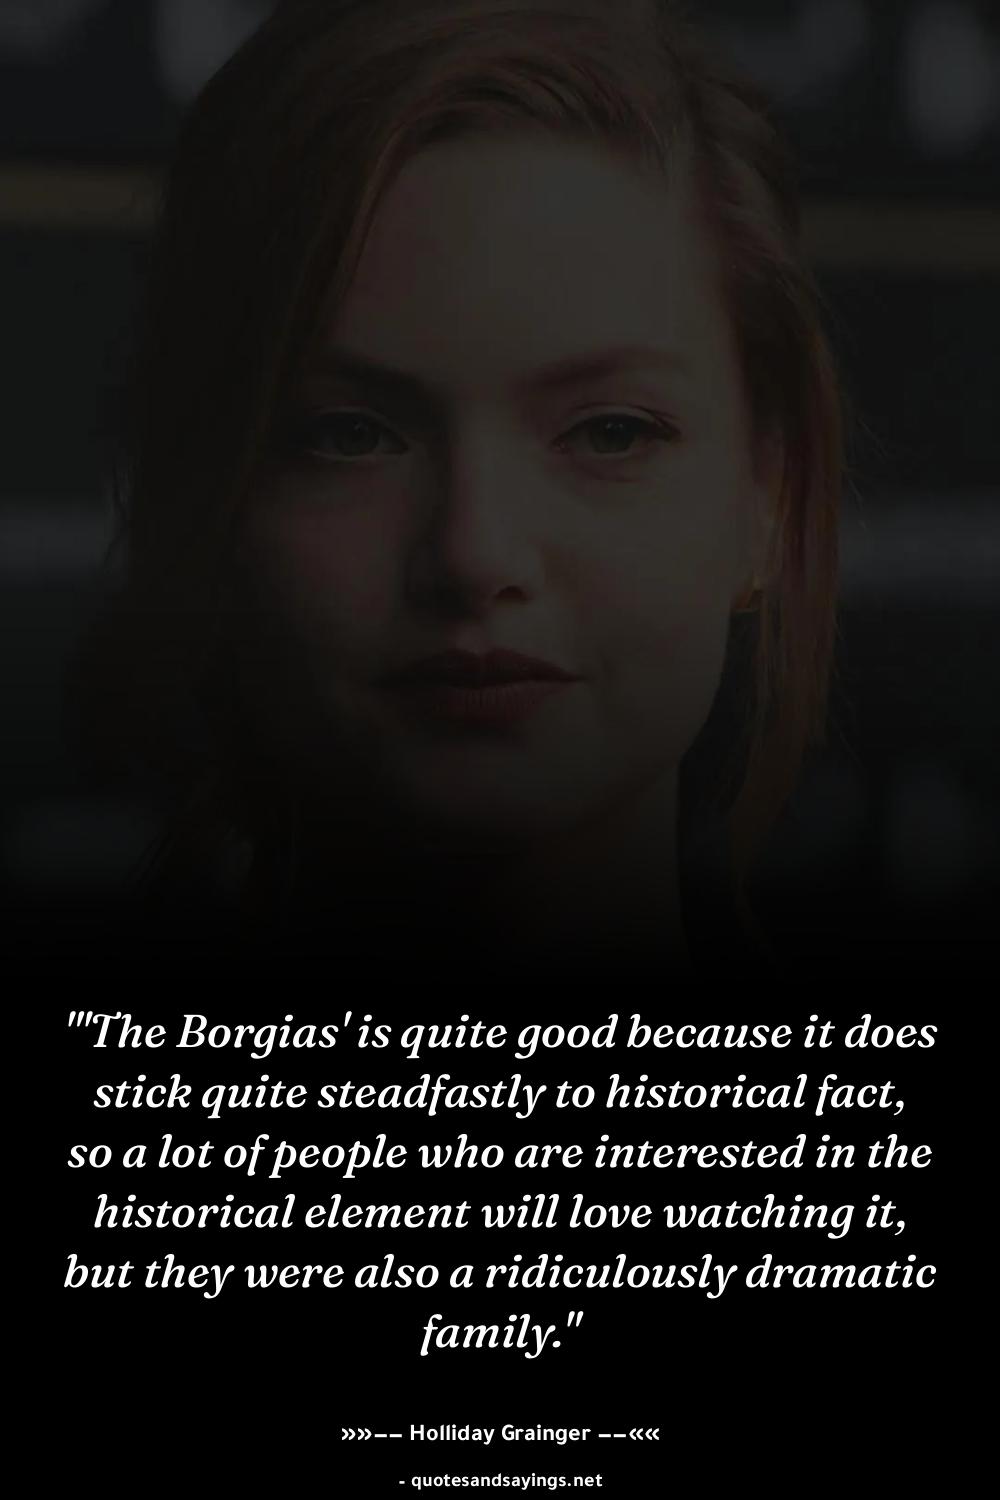 "'The Borgias' is quite good because it does
stick quite steadfastly to historical fact,
so a lot of people who are interested in the
historical element will love watching it,
but they were also a ridiculously dramatic
family."
»»–– Holliday Grainger ––««
- quotesandsayings.net